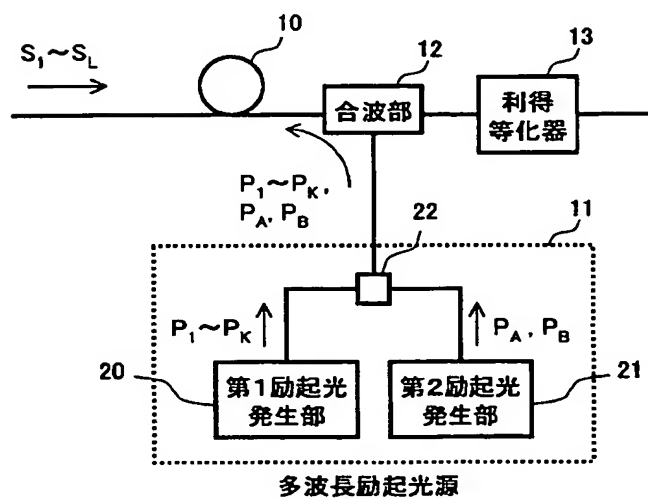 10
S₁～S_L
12
合波部
13
利得
等化器
P₁～P_K,
P_A, P_B
22
11
P₁～P_K
P_A, P_B
20
第1励起光
発生部
第2励起光
発生部
21
多波長励起光源